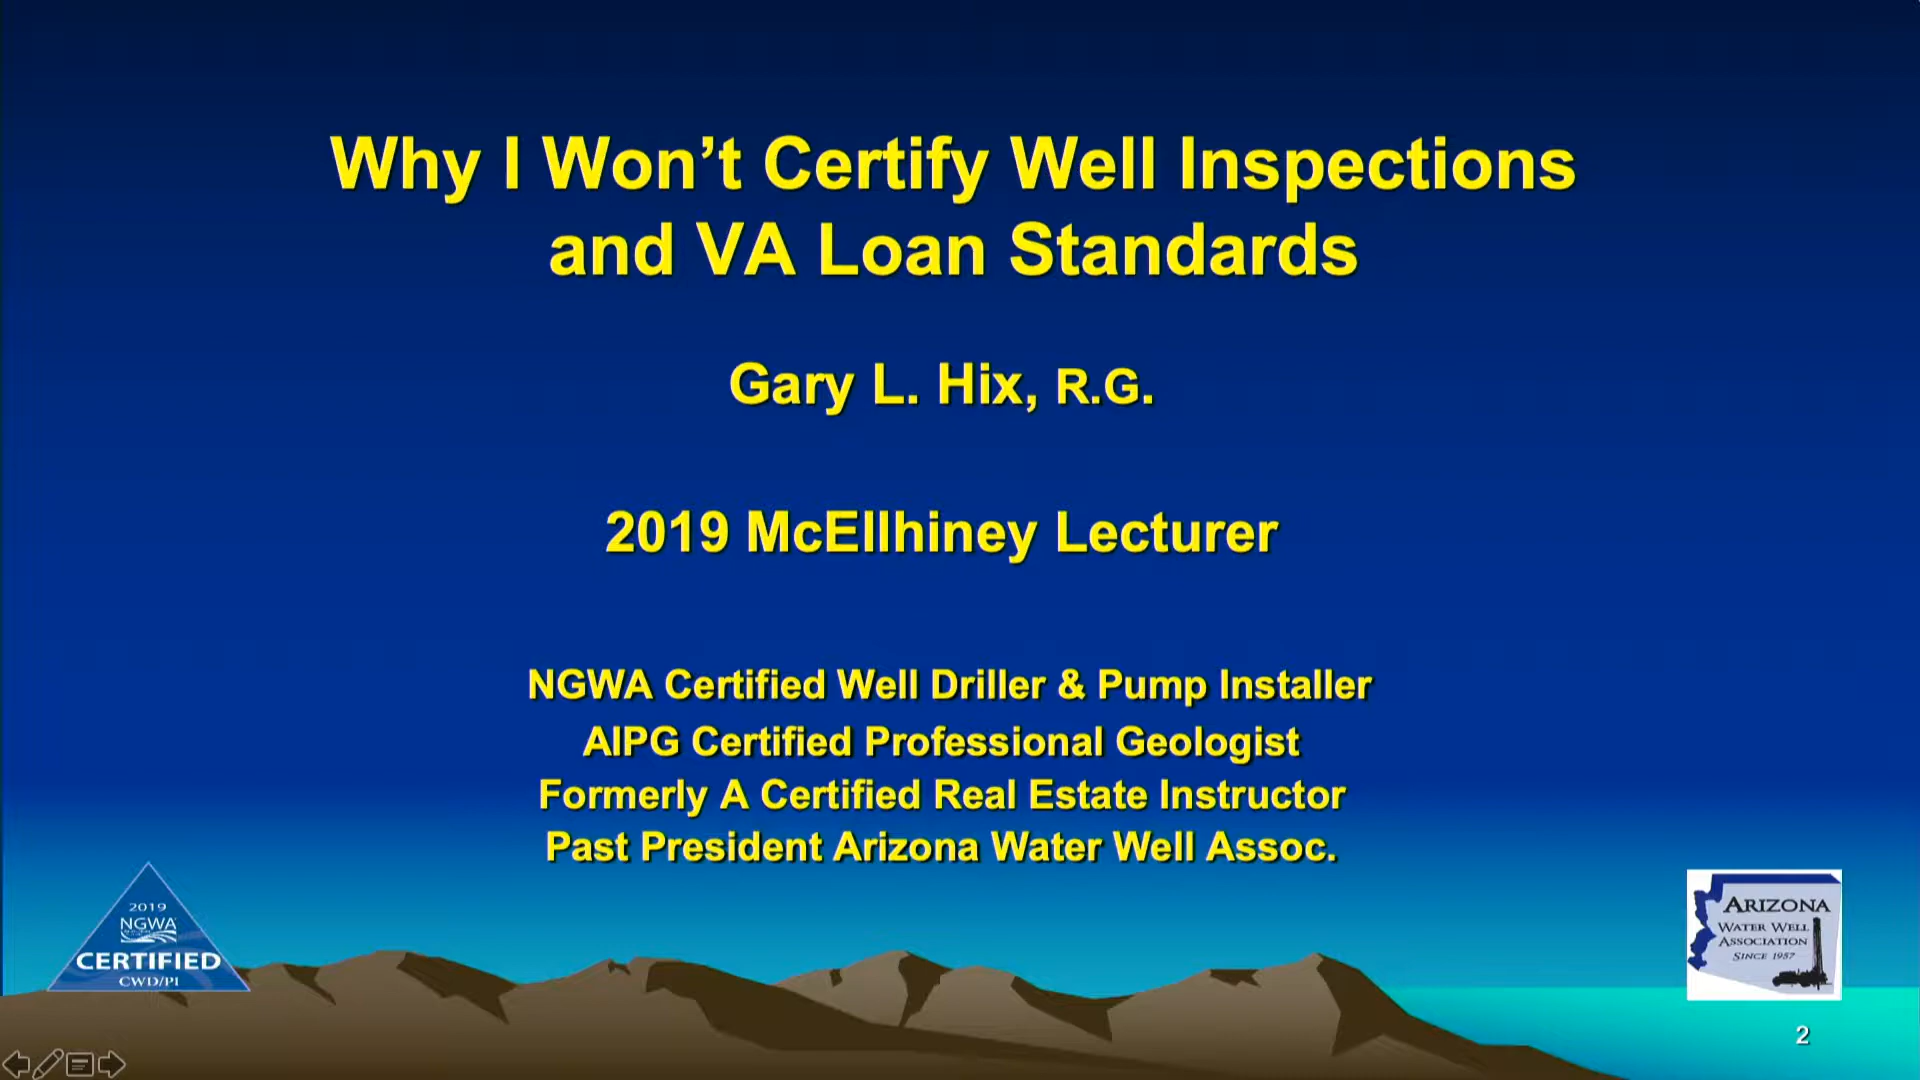 Why I Won’t Certify Well Inspections
and VA Loan Standards
Gary L. Hix, R.G.
2019 McEllhiney Lecturer
NGWA Certified Well Driller & Pump Installer
AIPG Certified Professional Geologist
Formerly A Certified Real Estate Instructor
Past President Arizona Water Well Assoc.
2019
NGWA
CERTIFIED
CWD/PI
ARIZONA
WATER WELL
ASSOCIATION
SINCE 1957
2